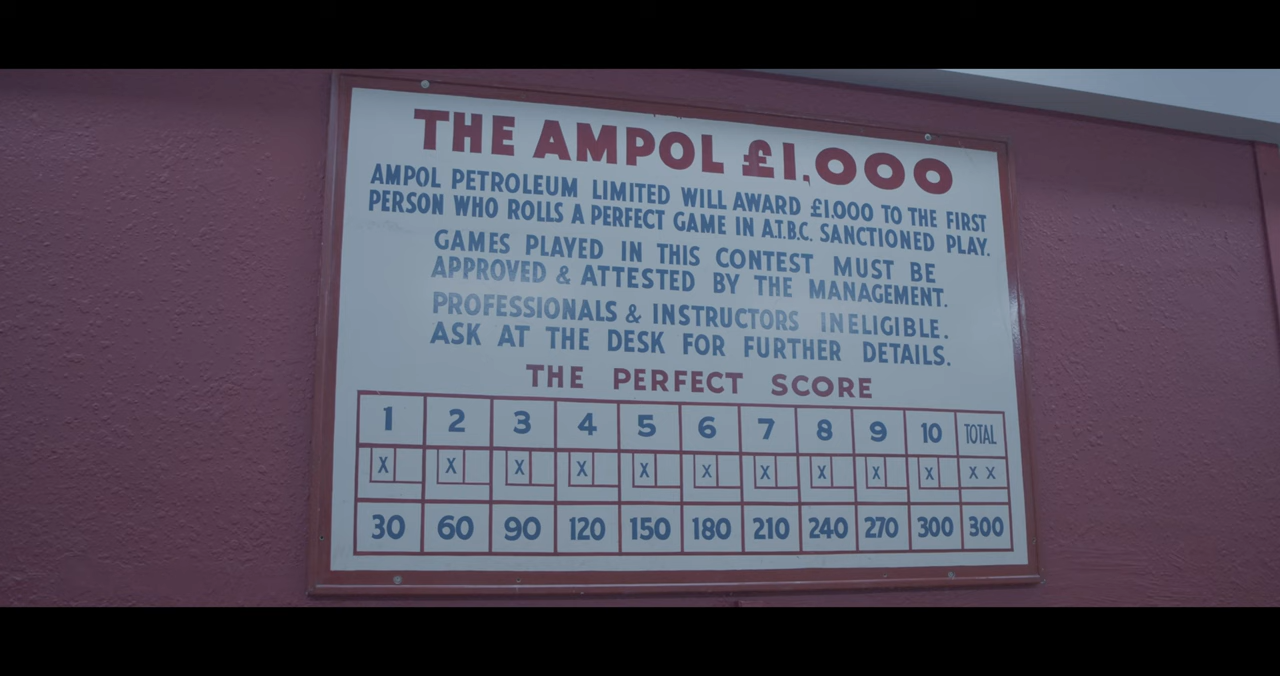 THE AMPOL £1,000
AMPOL PETROLEUM LIMITED WILL AWARD £1,000 TO THE FIRST
PERSON WHO ROLLS A PERFECT GAME IN A.T.B.C. SANCTIONED PLAY.
GAMES PLAYED IN THIS CONTEST MUST BE
APPROVED & ATTESTED BY THE MANAGEMENT.
PROFESSIONALS & INSTRUCTORS INELIGIBLE.
ASK AT THE DESK FOR FURTHER DETAILS.
THE PERFECT SCORE
1 2 3 4 5 6 7 8 9 10 TOTAL
X X X X X X X X X X X X
30 60 90 120 150 180 210 240 270 300 300